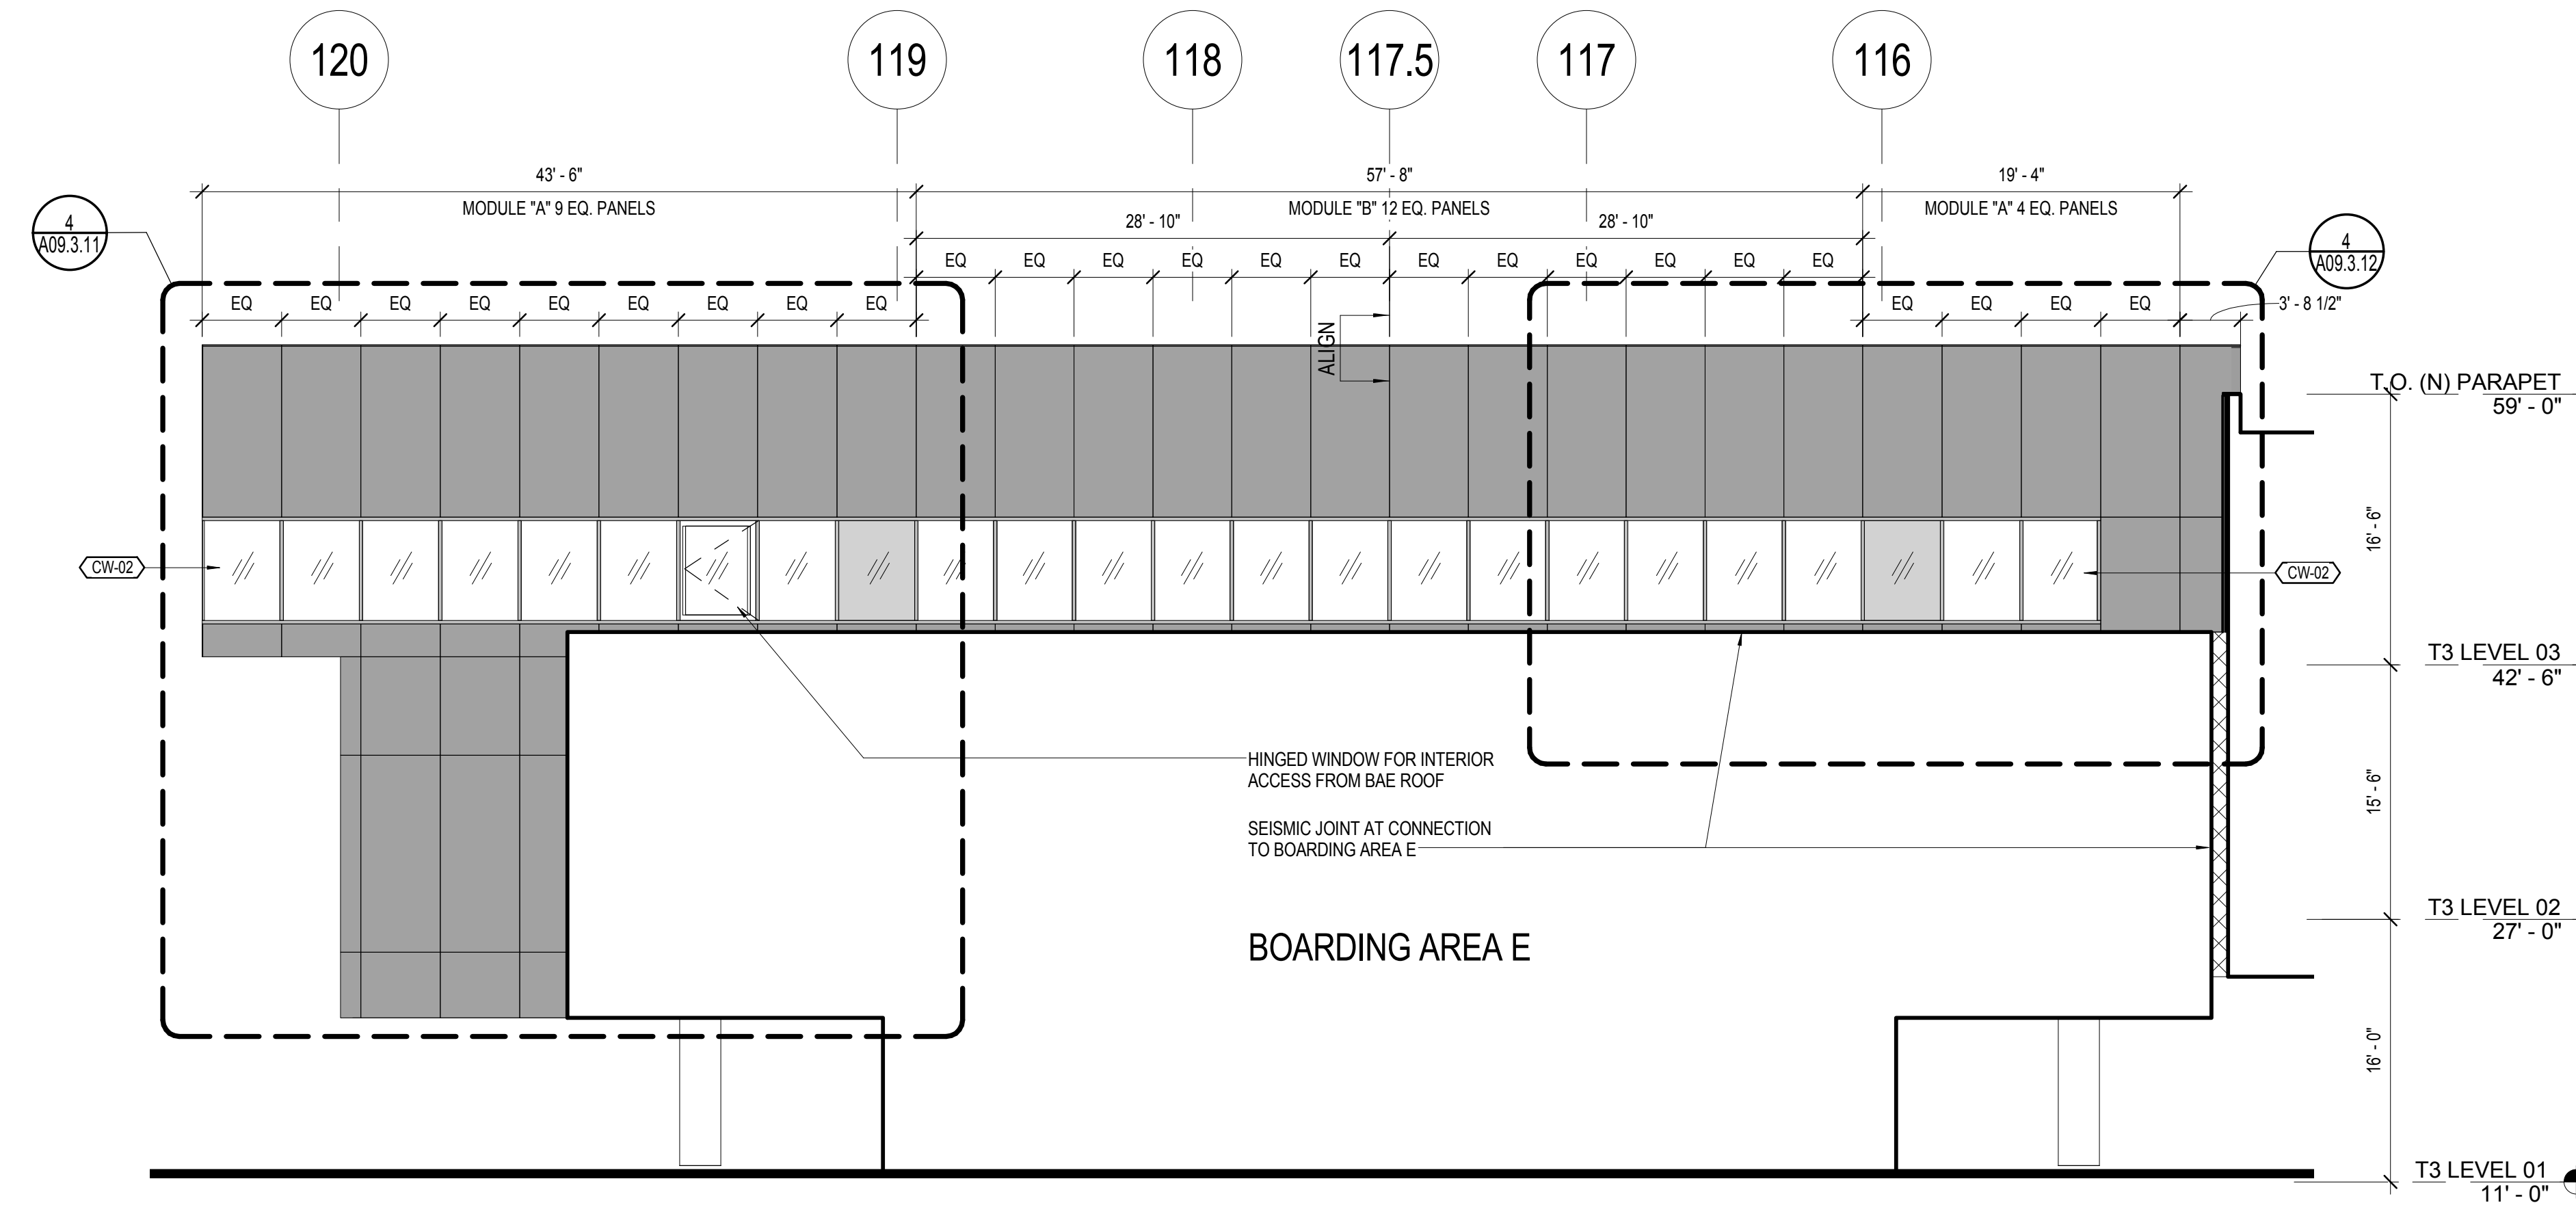 120
119
118
117.5
117
116
43' - 6"
57' - 8"
19' - 4"
MODULE "A" 9 EQ. PANELS
MODULE "B" 12 EQ. PANELS
MODULE "A" 4 EQ. PANELS
4
A09.3.11
28' - 10"
28' - 10"
4
A09.3.12
EQ EQ EQ EQ EQ EQ EQ EQ EQ EQ EQ EQ
EQ EQ EQ EQ EQ EQ EQ EQ EQ
EQ EQ EQ EQ
3' - 8 1/2"
ALIGN
T.O. (N) PARAPET
59' - 0"
16' - 6"
CW-02
CW-02
T3 LEVEL 03
42' - 6"
HINGED WINDOW FOR INTERIOR
ACCESS FROM BAE ROOF
15' - 6"
SEISMIC JOINT AT CONNECTION
TO BOARDING AREA E
T3 LEVEL 02
27' - 0"
BOARDING AREA E
16' - 0"
T3 LEVEL 01
11' - 0"